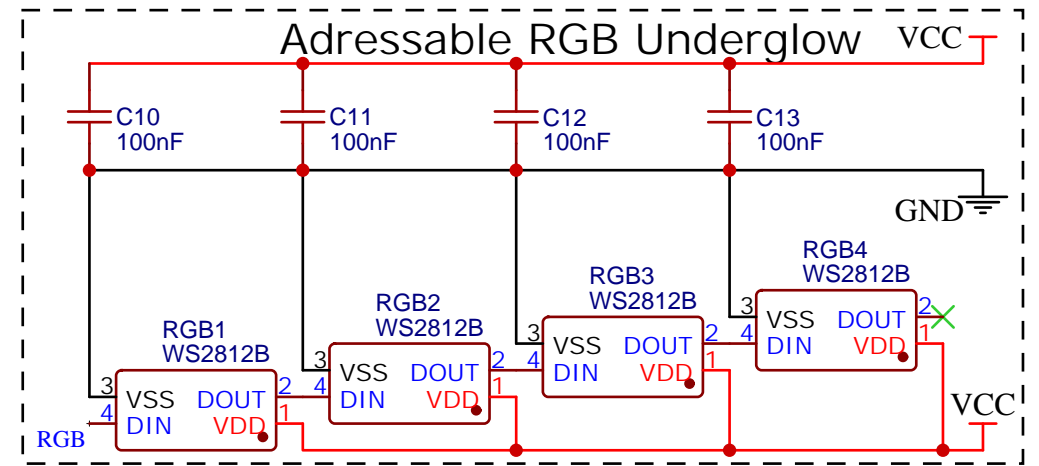 Adressable RGB Underglow
VCC
C10
100nF
C11
100nF
C12
100nF
C13
100nF
GND
RGB4
WS2812B
3
VSS
DOUT
2
4
DIN
VDD
1
RGB3
WS2812B
3
VSS
DOUT
2
4
DIN
VDD
1
RGB2
WS2812B
3
VSS
DOUT
2
4
DIN
VDD
1
RGB1
WS2812B
3
VSS
DOUT
2
4
DIN
VDD
1
RGB
VCC